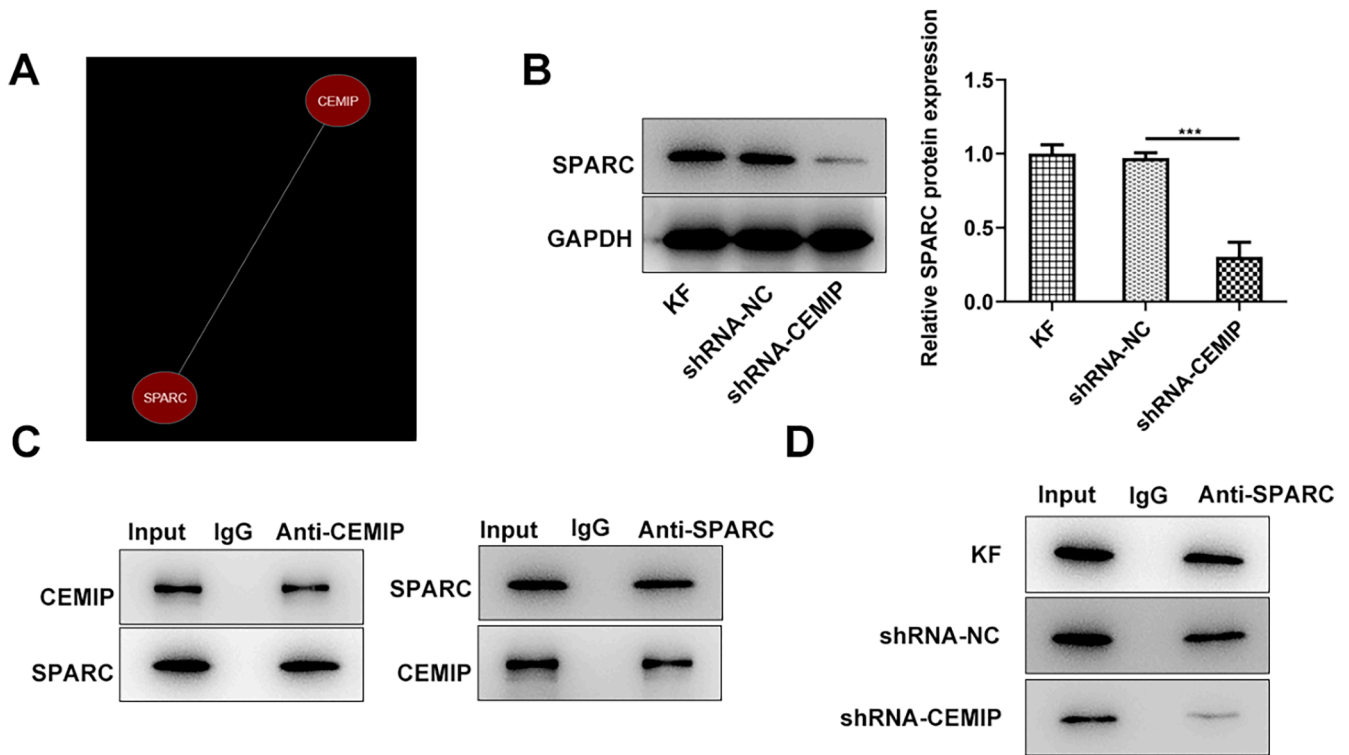 A
CEMIP
SPARC
B
SPARC
GAPDH
KF
shRNA-NC
shRNA-CEMIP
Relative SPARC protein expression
1.5
1.0
0.5
0.0
***
KF
shRNA-NC
shRNA-CEMIP
C
Input IgG Anti-CEMIP
CEMIP
SPARC
Input IgG Anti-SPARC
SPARC
CEMIP
D
Input IgG Anti-SPARC
KF
shRNA-NC
shRNA-CEMIP